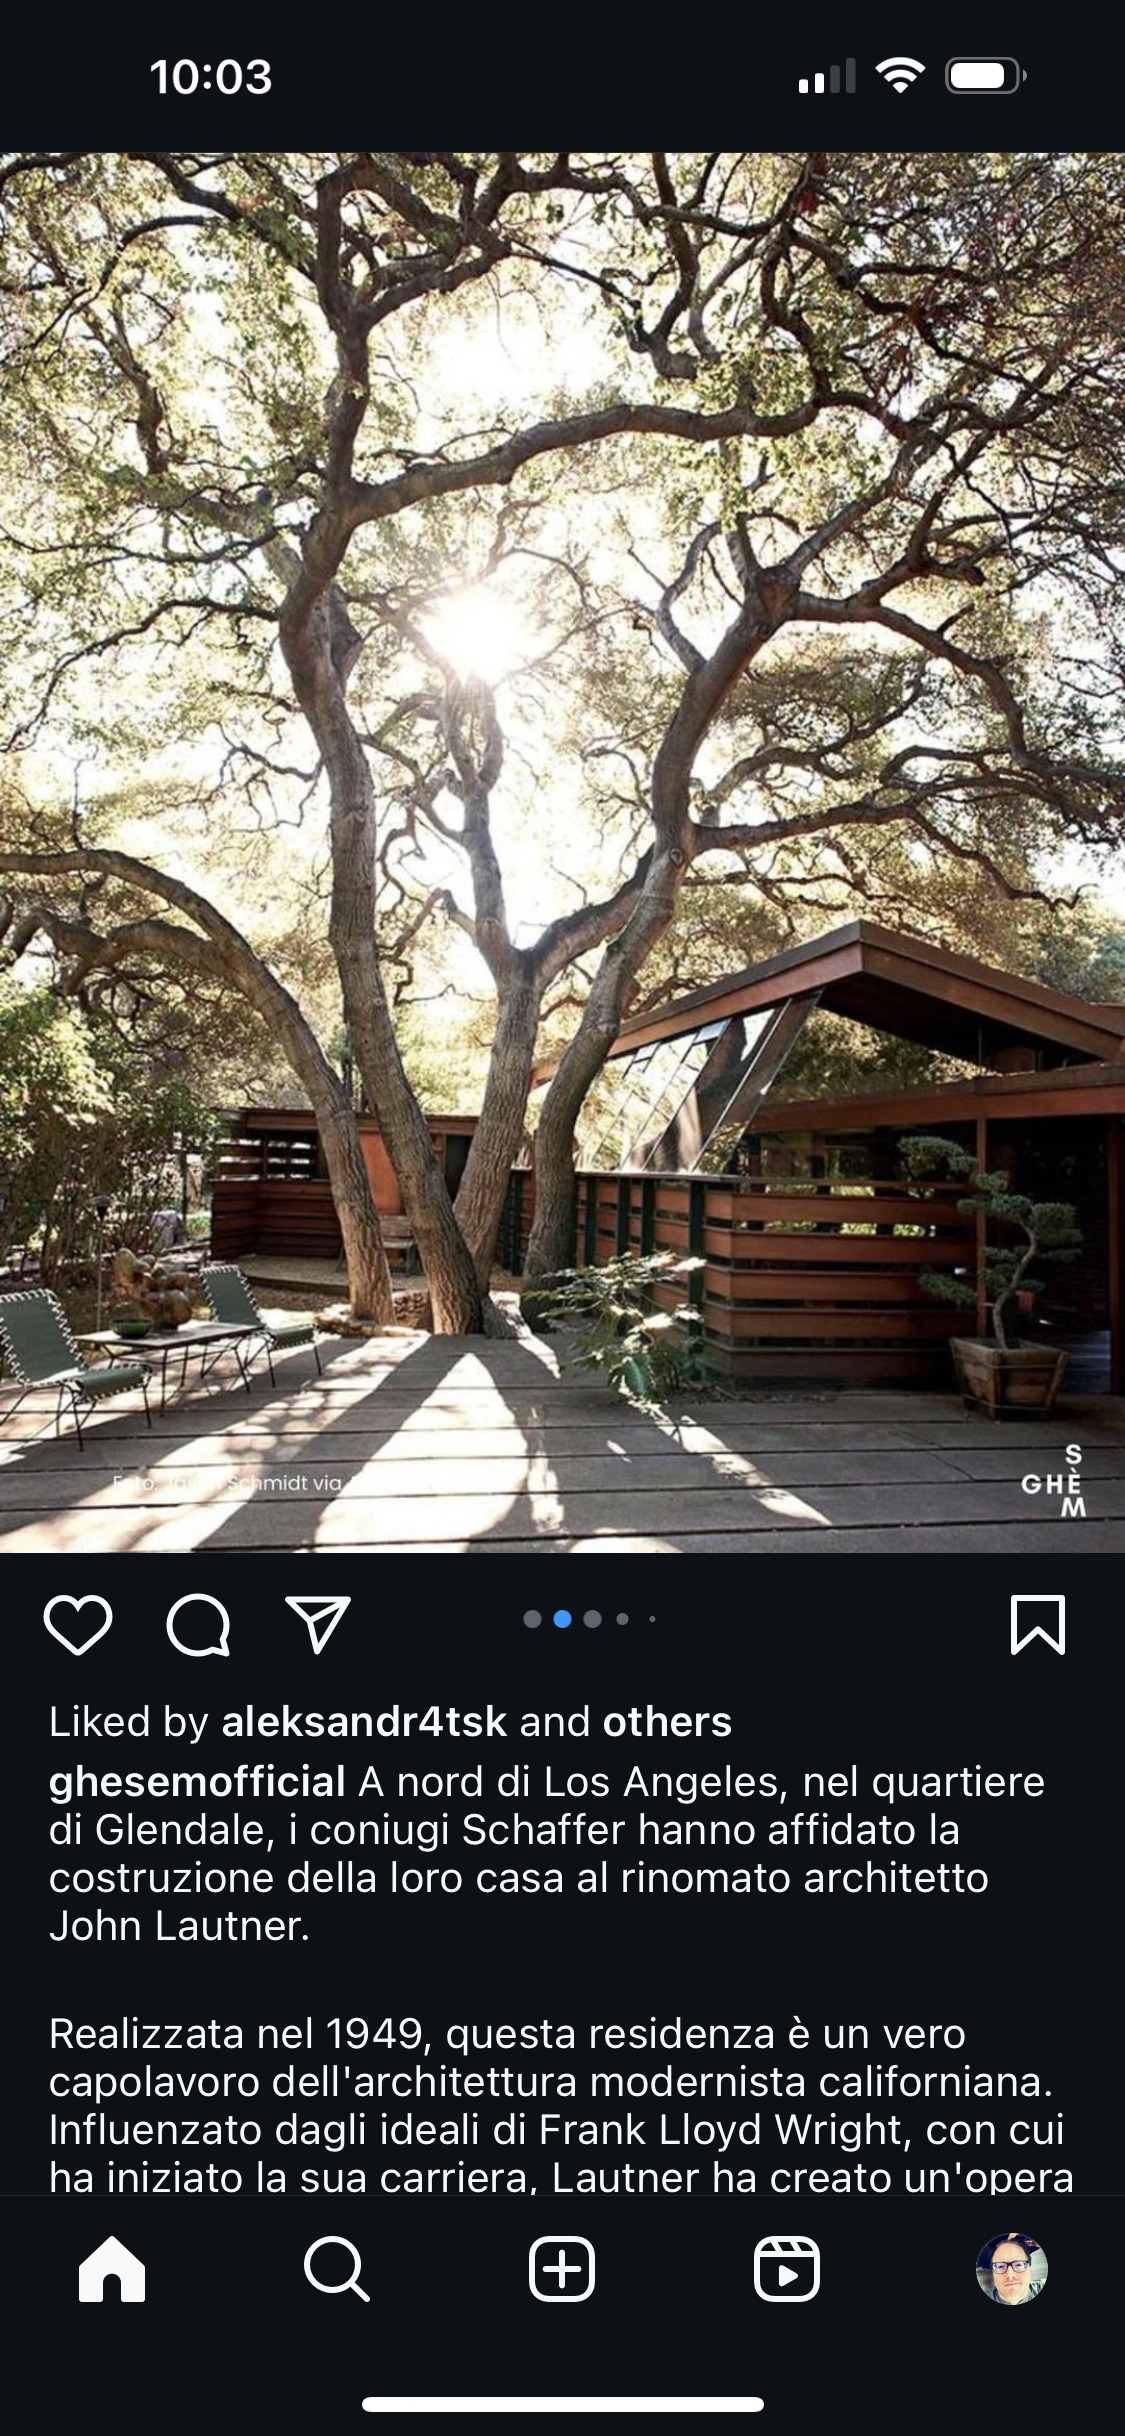 10:03
Schmidt via
S
GHÈ
M
Liked by aleksandr4tsk and others
ghesemofficial A nord di Los Angeles, nel quartiere
di Glendale, i coniugi Schaffer hanno affidato la
costruzione della loro casa al rinomato architetto
John Lautner.
Realizzata nel 1949, questa residenza è un vero
capolavoro dell'architettura modernista californiana.
Influenzato dagli ideali di Frank Lloyd Wright, con cui
ha iniziato la sua carriera, Lautner ha creato un'opera